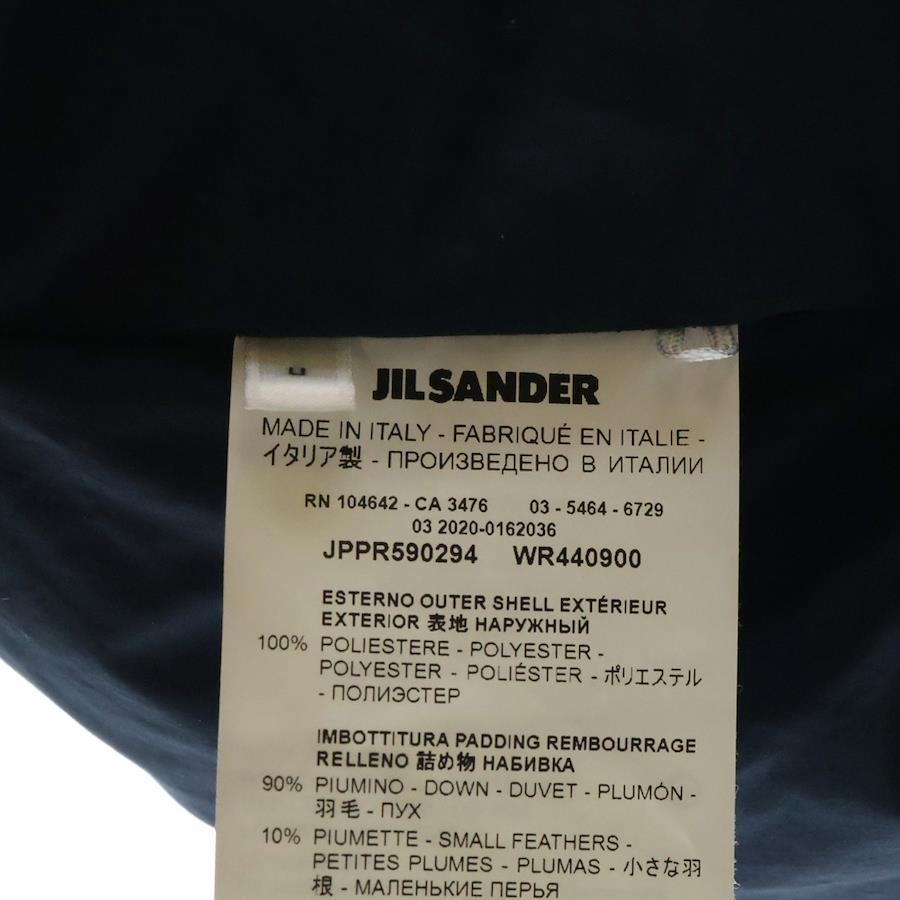 JIL SANDER
MADE IN ITALY - FABRIQUÉ EN ITALIE -
イタリア製 - ПРОИЗВЕДЕНО В ИТАЛИИ
RN 104642 - CA 3476 03 - 5464 - 6729
03 2020-0162036
JPPR590294 WR440900
ESTERNO OUTER SHELL EXTÉRIEUR
EXTERIOR 表地 НАРУЖНЫЙ
100% POLIESTERE - POLYESTER -
POLYESTER - POLIÉSTER - ポリエステル
- ПОЛИЭСТЕР
IMBOTTITURA PADDING REMBOURRAGE
RELLENO 詰め物 НАБИВКА
90% PIUMINO - DOWN - DUVET - PLUMÓN -
羽毛 - ПУХ
10% PIUMETTE - SMALL FEATHERS -
PETITES PLUMES - PLUMAS - 小さな羽
根 - МАЛЕНЬКИЕ ПЕРЬЯ